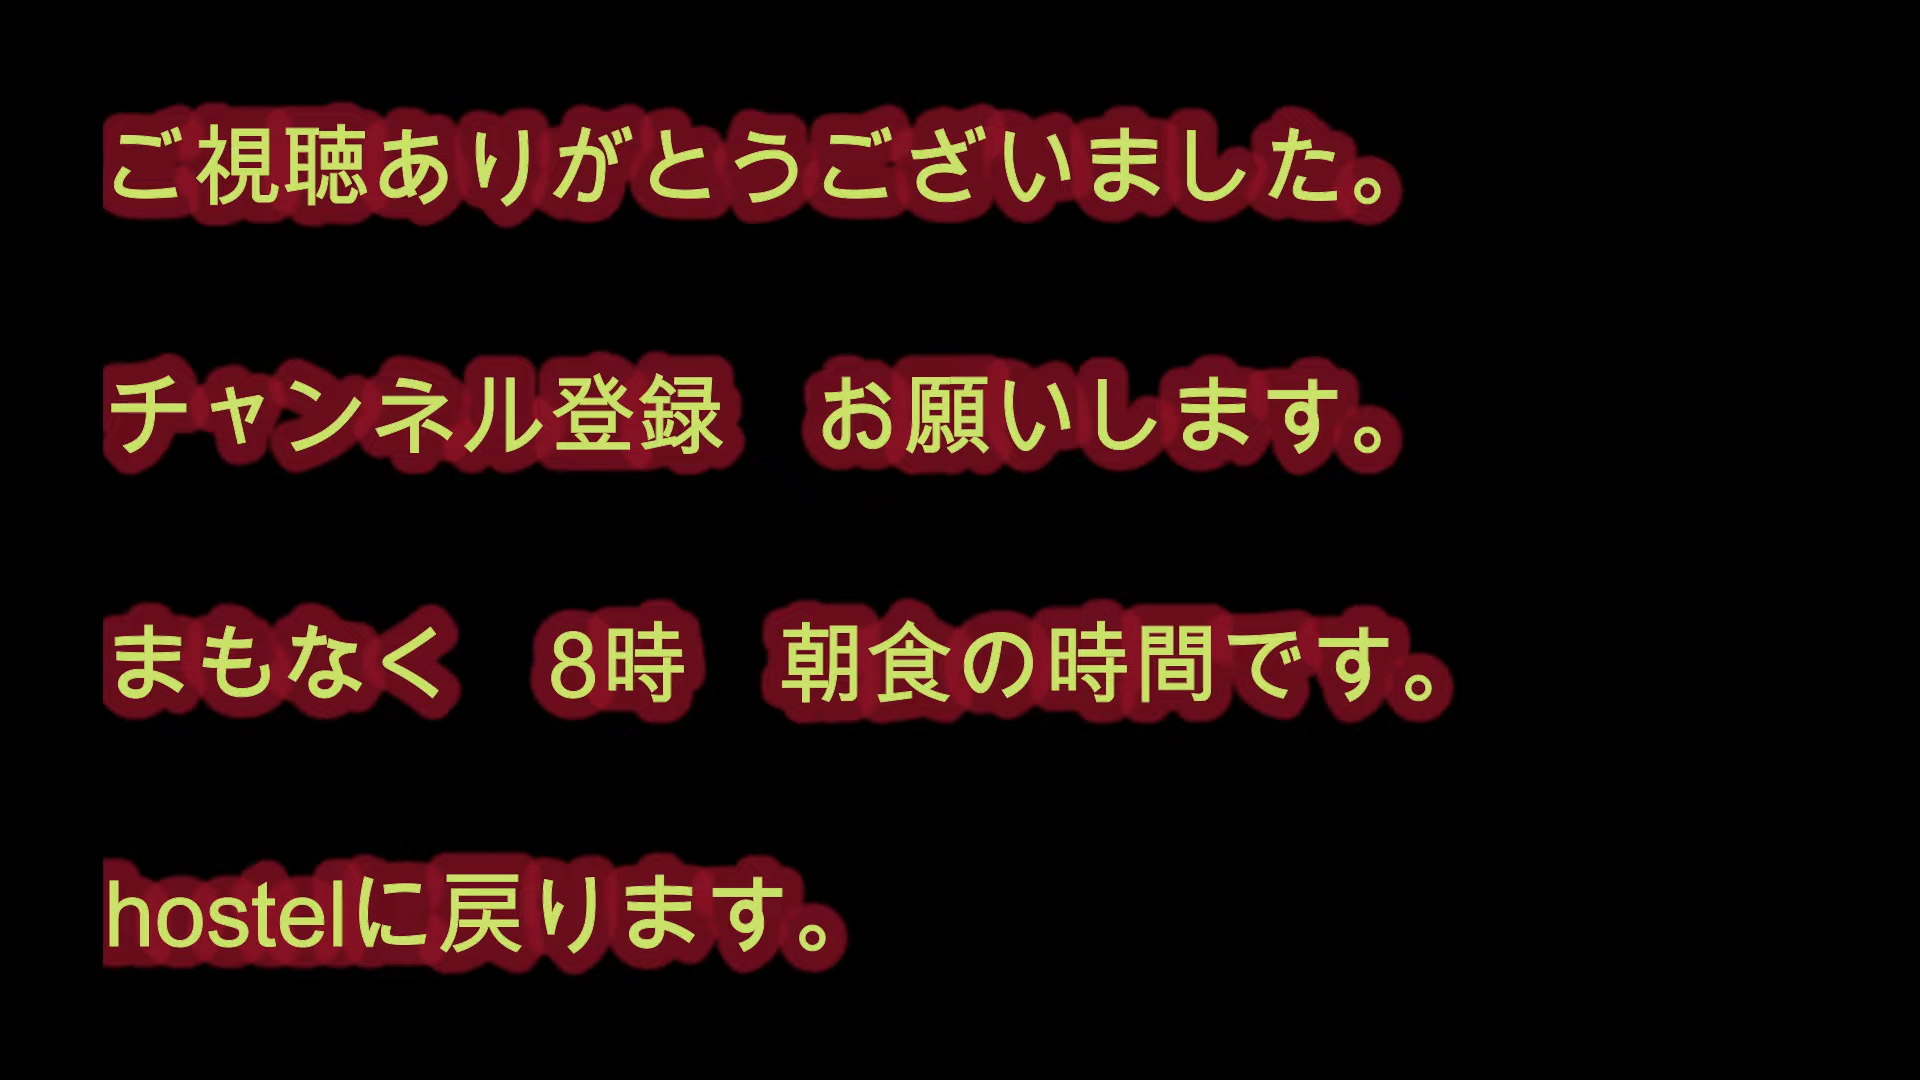 ご視聴ありがとうございました。
チャンネル登録　お願いします。
まもなく　8時　朝食の時間です。
hostelに戻ります。